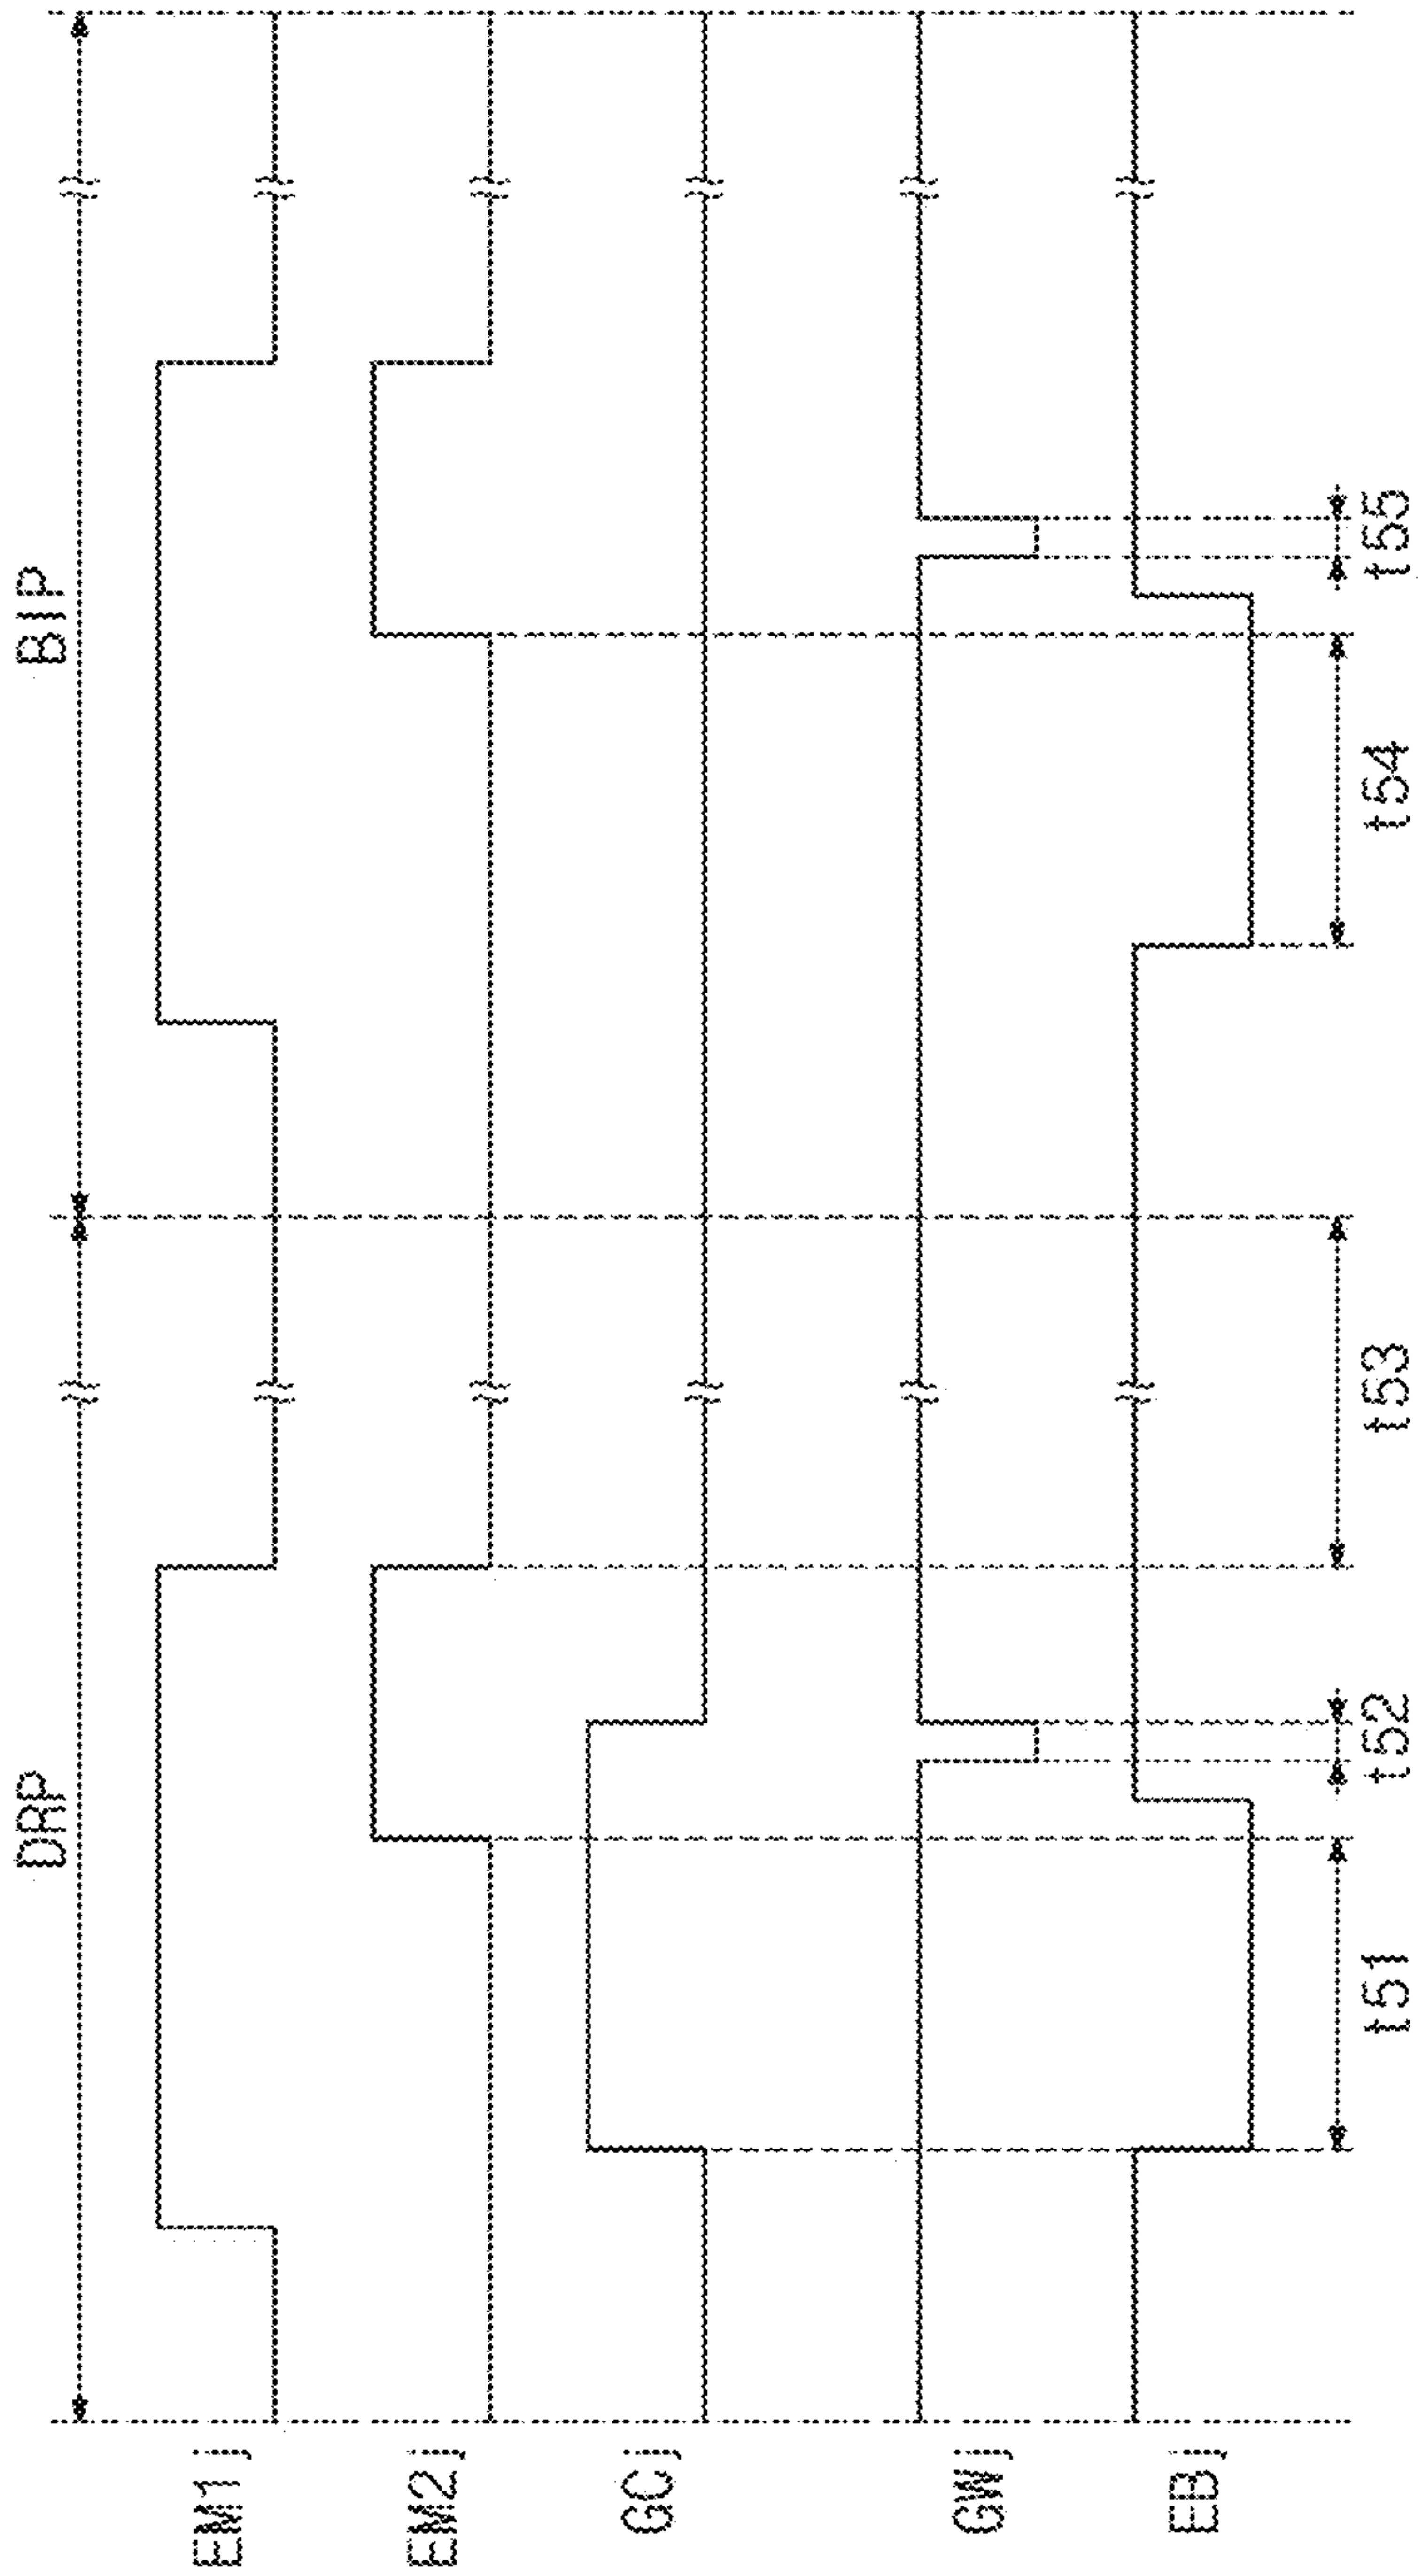 DRP BIP
EM1j
EM2j
GCj
GWj
EBj
t51 t52 t53 t54 t55